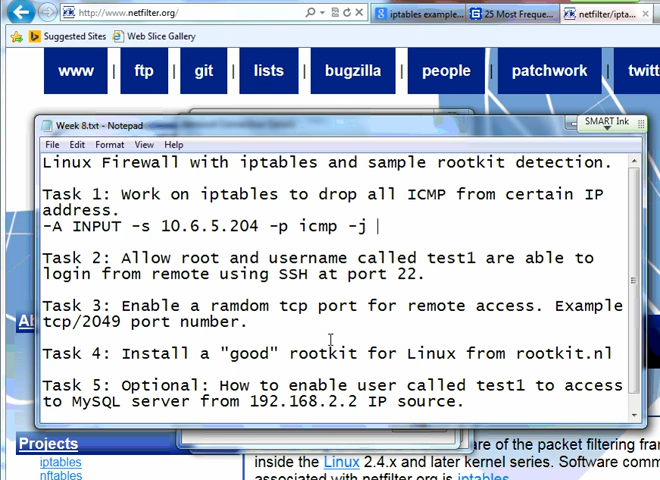 http://www.netfilter.org/
iptables example...
25 Most Freque...
netfilter/ipta...
Suggested Sites
Web Slice Gallery
www | ftp | git | lists | bugzilla | people | patchwork | twitt
SMART Ink
Week 8.txt - Notepad
File Edit Format View Help
Linux Firewall with iptables and sample rootkit detection.
Task 1: Work on iptables to drop all ICMP from certain IP
address.
-A INPUT -s 10.6.5.204 -p icmp -j
Task 2: Allow root and username called test1 are able to
login from remote using SSH at port 22.
Task 3: Enable a ramdom tcp port for remote access. Example
tcp/2049 port number.
Task 4: Install a "good" rootkit for Linux from rootkit.nl
Task 5: Optional: How to enable user called test1 to access
to MySQL server from 192.168.2.2 IP source.
Projects
iptables
nftables
are of the packet filtering fram
inside the Linux 2.4.x and later kernel series. Software comm
associated with netfilter.org is iptables.